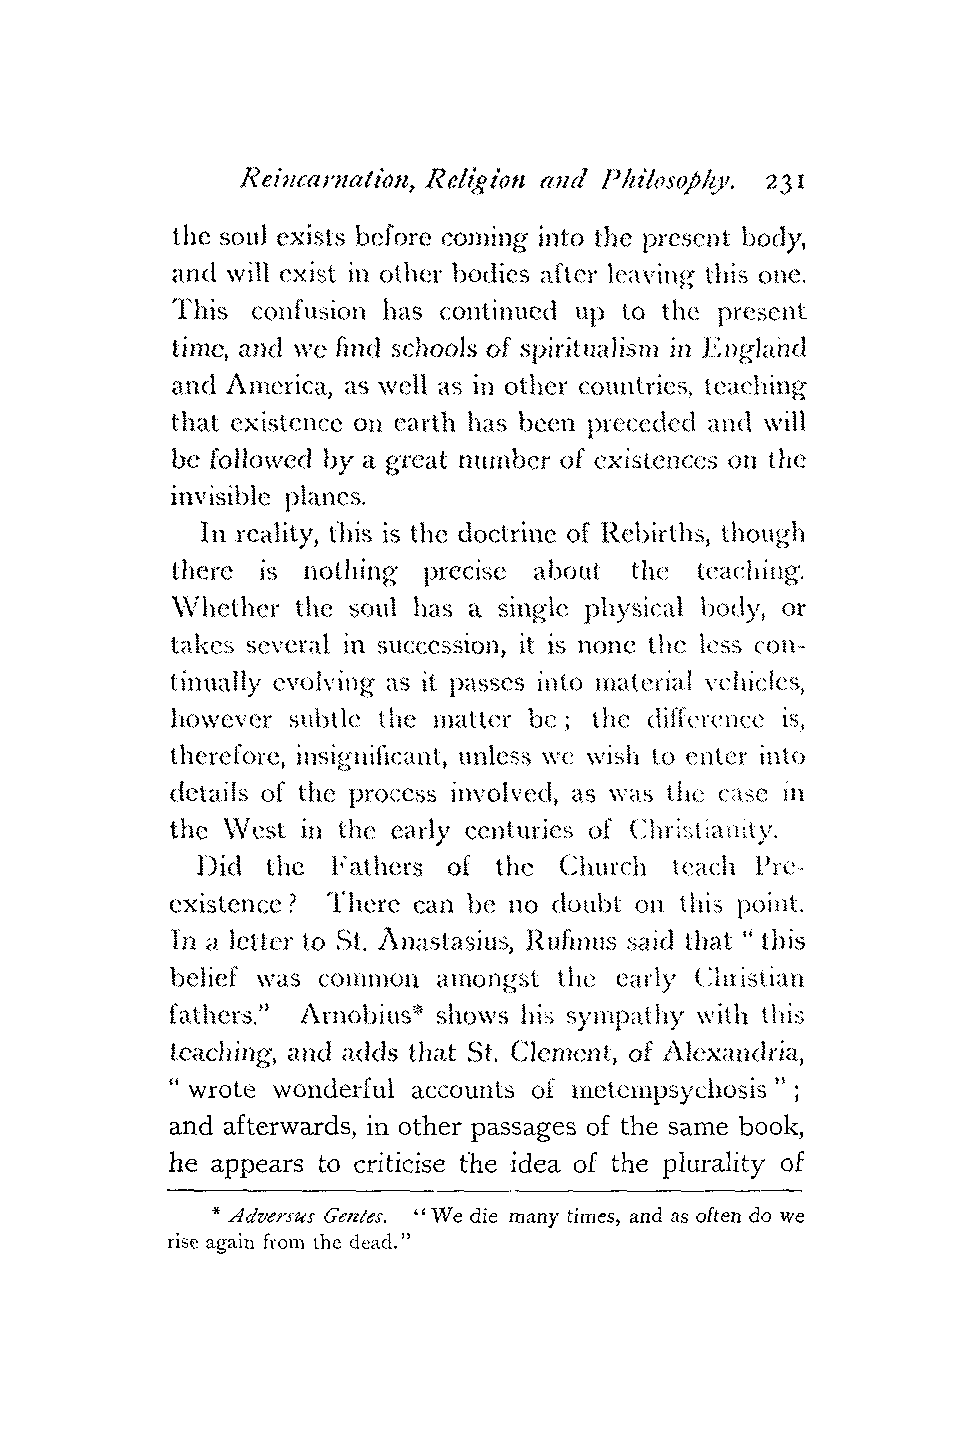 Reincarnation, Religion and Philosophy. 231
the soul exists before coming into the present body,
and will exist in other bodies after leaving this one.
This confusion has continued up to the present
time, and we find schools of spiritualism in England
and America, as well as in other countries, teaching
that existence on earth has been preceded and will
be followed by a great number of existences on the
invisible planes.
In reality, this is the doctrine of Rebirths, though
there is nothing precise about the teaching.
Whether the soul has a single physical body, or
takes several in succession, it is none the less con-
tinually evolving as it passes into material vehicles,
however subtle the matter be; the difference is,
therefore, insignificant, unless we wish to enter into
details of the process involved, as was the case in
the West in the early centuries of Christianity.
Did the Fathers of the Church teach Pre-
existence? There can be no doubt on this point.
In a letter to St. Anastasius, Rufinus said that "this
belief was common amongst the early Christian
fathers." Arnobius* shows his sympathy with this
teaching, and adds that St. Clement, of Alexandria,
"wrote wonderful accounts of metempsychosis";
and afterwards, in other passages of the same book,
he appears to criticise the idea of the plurality of
* Adversus Gentes. "We die many times, and as often do we
rise again from the dead."